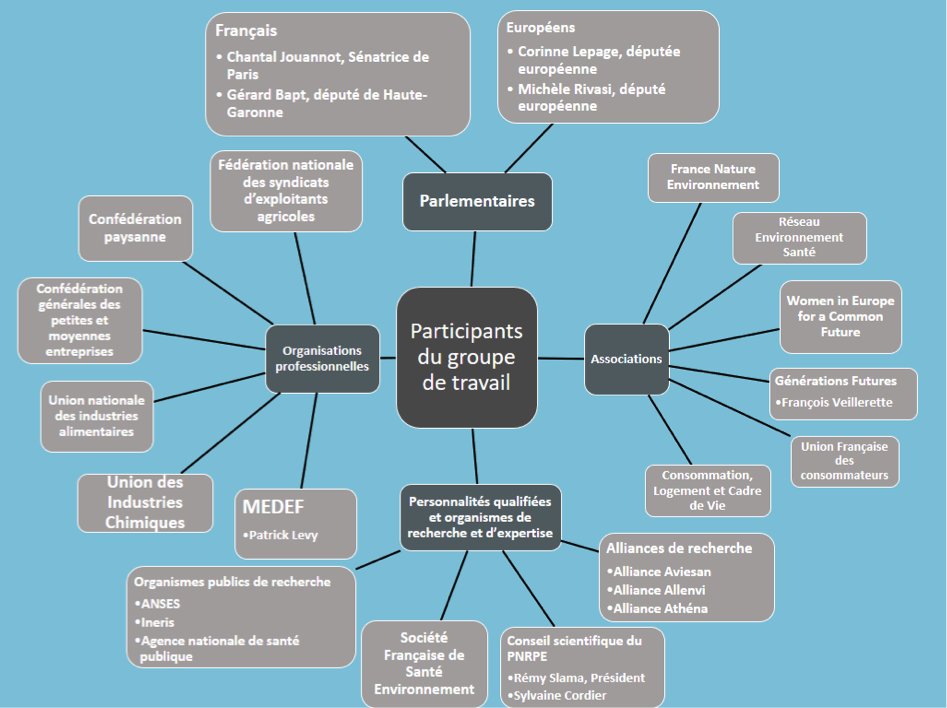 Français
• Chantal Jouannot, Sénatrice de
Paris
• Gérard Bapt, député de Haute-
Garonne
Européens
• Corinne Lepage, députée
européenne
• Michèle Rivasi, député
européenne
Parlementaires
Fédération nationale
des syndicats
d'exploitants
agricoles
Confédération
paysanne
Confédération
générales des
petites et
moyennes
entreprises
Union nationale
des industries
alimentaires
Union des
Industries
Chimiques
MEDEF
•Patrick Levy
Organisations
professionnelles
Participants
du groupe
de travail
Associations
France Nature
Environnement
Réseau
Environnement
Santé
Women in Europe
for a Common
Future
Générations Futures
•François Veillerette
Union Française
des
consommateurs
Consommation,
Logement et Cadre
de Vie
Personnalités qualifiées
et organismes de
recherche et d'expertise
Organismes publics de recherche
•ANSES
•Ineris
•Agence nationale de santé
publique
Société
Française de
Santé
Environnement
Conseil scientifique du
PNRPE
•Rémy Slama, Président
•Sylvaine Cordier
Alliances de recherche
•Alliance Aviesan
•Alliance Allenvi
•Alliance Athéna